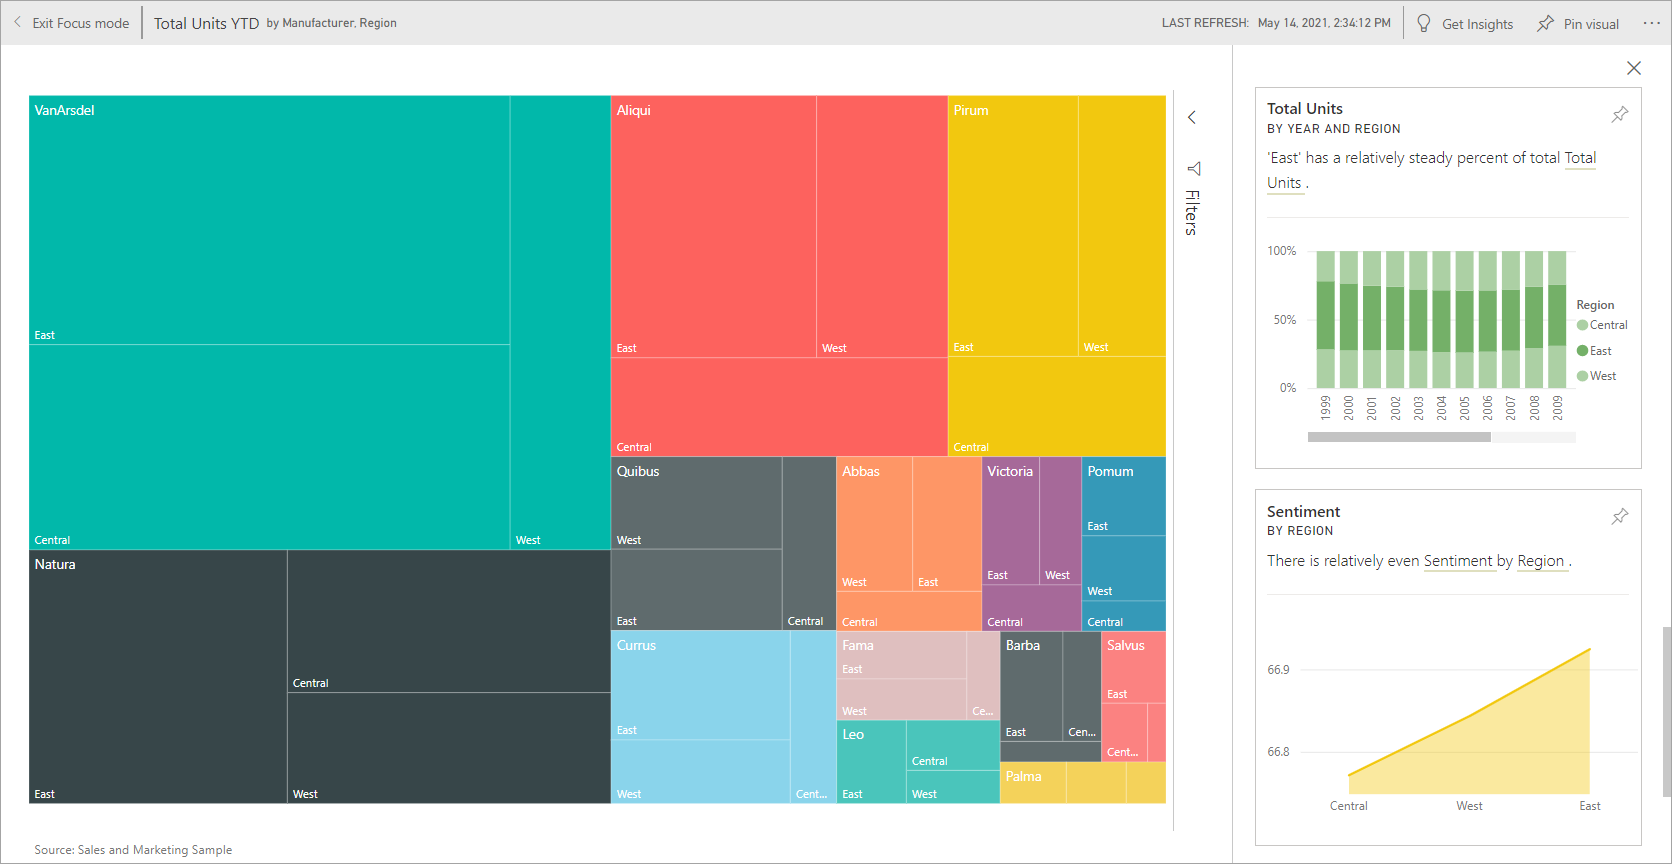 Exit Focus mode
Total Units YTD by Manufacturer, Region
LAST REFRESH: May 14, 2021, 2:34:12 PM
Get Insights
Pin visual
VanArsdel
East
Central
West
Natura
East
Central
West
Aliqui
East
West
Central
Pirum
East
West
Central
Quibus
West
East
Central
Abbas
West
East
Central
Victoria
East
West
Central
Pomum
East
West
Central
Currus
East
West
Cent...
Fama
East
West
Ce...
Barba
East
Cen...
Salvus
East
Cent...
Leo
East
Central
West
Palma
Source: Sales and Marketing Sample
Filters
Total Units
BY YEAR AND REGION
'East' has a relatively steady percent of total Total
Units .
100%
50%
0%
1999
2000
2001
2002
2003
2004
2005
2006
2007
2008
2009
Region
Central
East
West
Sentiment
BY REGION
There is relatively even Sentiment by Region .
66.9
66.8
Central
West
East